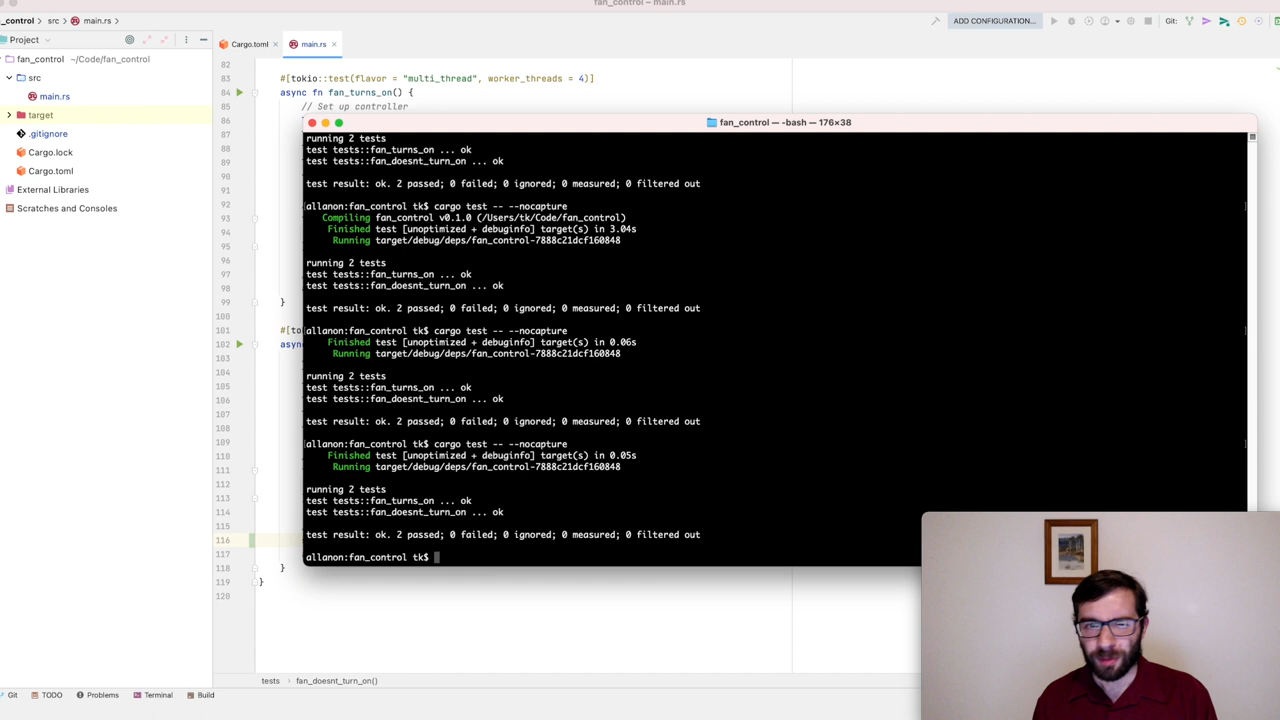 fan_control – main.rs
n_control › src › main.rs ›
ADD CONFIGURATION...
Git:
Project
Cargo.toml ×
main.rs ×
fan_control ~/Code/fan_control
src
main.rs
target
.gitignore
Cargo.lock
Cargo.toml
External Libraries
Scratches and Consoles
82
83 #[tokio::test(flavor = "multi_thread", worker_threads = 4)]
84 async fn fan_turns_on() {
85 // Set up controller
86
87
88
89
90
91
92
93
94
95
96
97
98
99 }
100
101 #[to
102 async
103
104
105
106
107
108
109
110
111
112
113
114
115
116
117
118 }
119 }
120
fan_control — -bash — 176×38
running 2 tests
test tests::fan_turns_on ... ok
test tests::fan_doesnt_turn_on ... ok
test result: ok. 2 passed; 0 failed; 0 ignored; 0 measured; 0 filtered out
[allanon:fan_control tk$ cargo test -- --nocapture ]
Compiling fan_control v0.1.0 (/Users/tk/Code/fan_control)
Finished test [unoptimized + debuginfo] target(s) in 3.04s
Running target/debug/deps/fan_control-7888c21dcf160848
running 2 tests
test tests::fan_turns_on ... ok
test tests::fan_doesnt_turn_on ... ok
test result: ok. 2 passed; 0 failed; 0 ignored; 0 measured; 0 filtered out
[allanon:fan_control tk$ cargo test -- --nocapture ]
Finished test [unoptimized + debuginfo] target(s) in 0.06s
Running target/debug/deps/fan_control-7888c21dcf160848
running 2 tests
test tests::fan_turns_on ... ok
test tests::fan_doesnt_turn_on ... ok
test result: ok. 2 passed; 0 failed; 0 ignored; 0 measured; 0 filtered out
[allanon:fan_control tk$ cargo test -- --nocapture ]
Finished test [unoptimized + debuginfo] target(s) in 0.05s
Running target/debug/deps/fan_control-7888c21dcf160848
running 2 tests
test tests::fan_turns_on ... ok
test tests::fan_doesnt_turn_on ... ok
test result: ok. 2 passed; 0 failed; 0 ignored; 0 measured; 0 filtered out
allanon:fan_control tk$
tests › fan_doesnt_turn_on()
Git TODO Problems Terminal Build